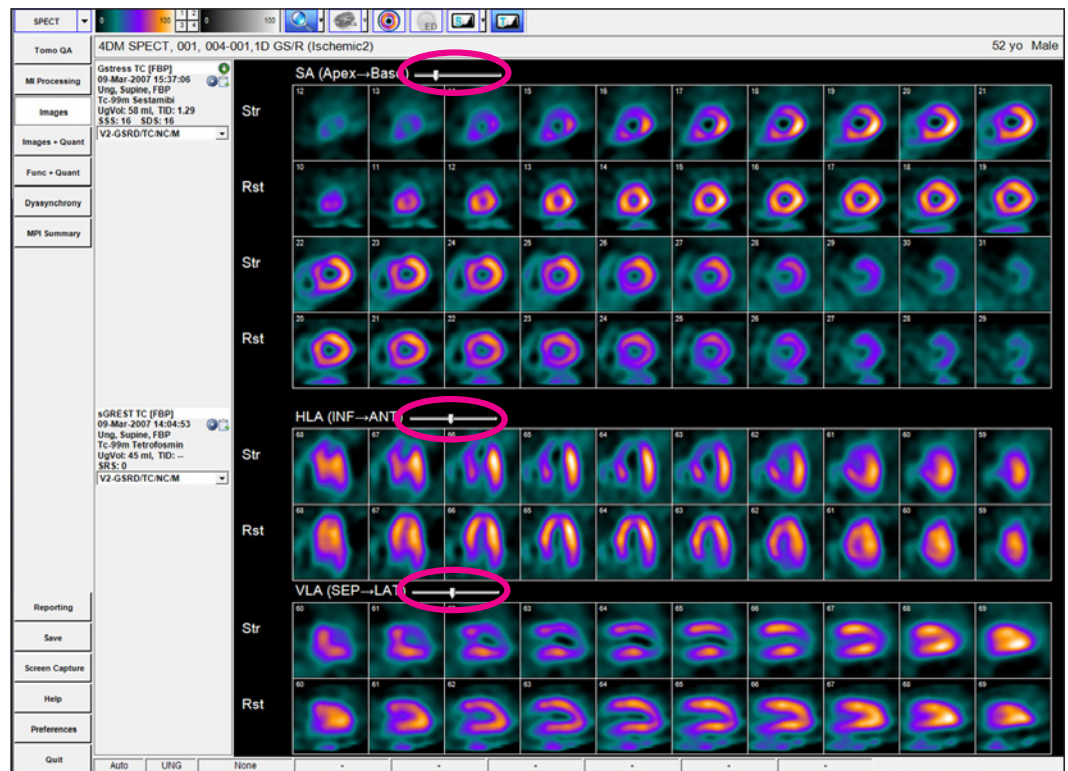 SPECT
0 100
1 2
3 4
0 100
ED
S
T
Tomo QA
MI Processing
Images
Images + Quant
Func + Quant
Dyssynchrony
MPI Summary
Reporting
Save
Screen Capture
Help
Preferences
Quit
4DM SPECT, 001, 004-001,1D GS/R (Ischemic2)
52 yo Male
Gstress TC [FBP]
09-Mar-2007 15:37:06
Ung, Supine, FBP
Tc-99m Sestamibi
UgVol: 58 ml, TID: 1.29
SSS: 16 SDS: 16
V2-GSRD/TC/NC/M
sGREST TC [FBP]
09-Mar-2007 14:04:53
Ung, Supine, FBP
Tc-99m Tetrofosmin
UgVol: 45 ml, TID: --
SRS: 0
V2-GSRD/TC/NC/M
SA (Apex→Base)
Str
12 13 14 15 16 17 18 19 20 21
Rst
10 11 12 13 14 15 16 17 18 19
Str
22 23 24 25 26 27 28 29 30 31
Rst
20 21 22 23 24 25 26 27 28 29
HLA (INF→ANT)
Str
68 67 66 65 64 63 62 61 60 59
Rst
68 67 66 65 64 63 62 61 60 59
VLA (SEP→LAT)
Str
60 61 62 63 64 65 66 67 68 69
Rst
60 61 62 63 64 65 66 67 68 69
Auto UNG None - - - - - - -